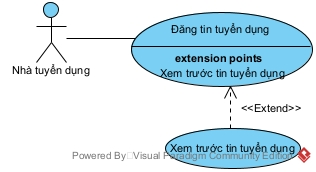 Đăng tin tuyển dụng
extension points
Xem trước tin tuyển dụng
Nhà tuyển dụng
<<Extend>>
Xem trước tin tuyển dụng
Powered By Visual Paradigm Community Edition